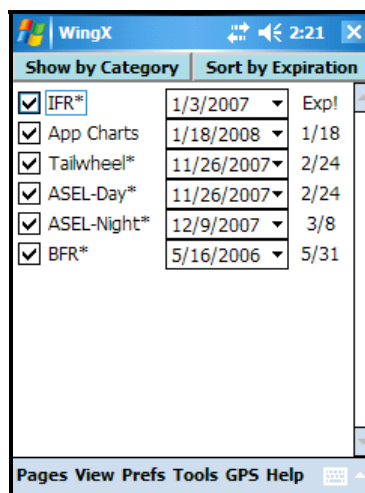 WingX 2:21
Show by Category Sort by Expiration
IFR* 1/3/2007 Exp!
App Charts 1/18/2008 1/18
Tailwheel* 11/26/2007 2/24
ASEL-Day* 11/26/2007 2/24
ASEL-Night* 12/9/2007 3/8
BFR* 5/16/2006 5/31
Pages View Prefs Tools GPS Help